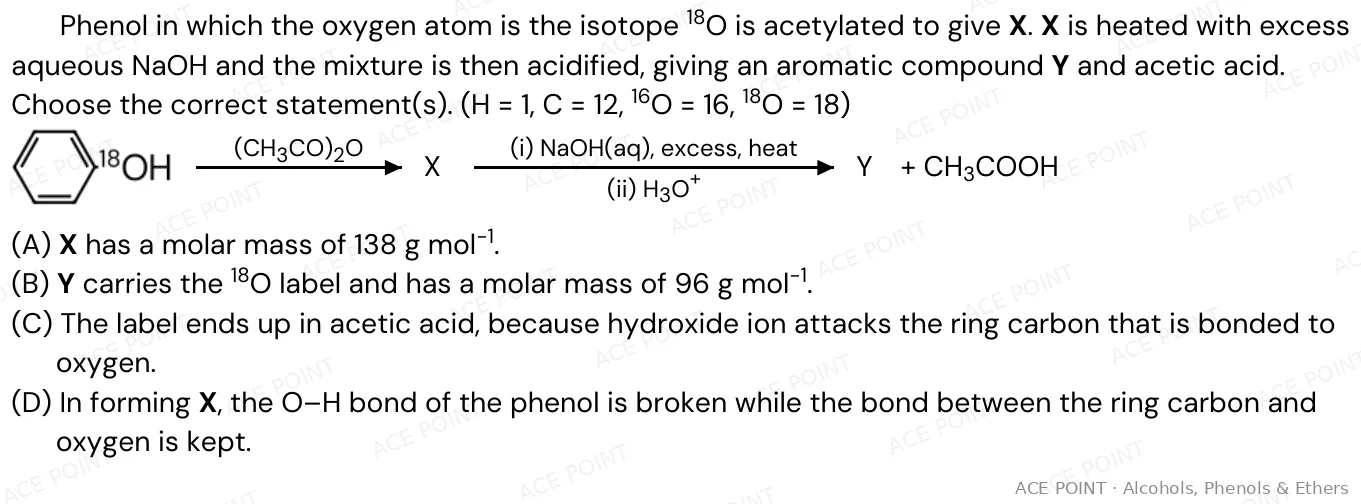 Phenol in which the oxygen atom is the isotope ¹⁸O is acetylated to give X. X is heated with excess
aqueous NaOH and the mixture is then acidified, giving an aromatic compound Y and acetic acid.
Choose the correct statement(s). (H = 1, C = 12, ¹⁶O = 16, ¹⁸O = 18)
¹⁸OH (CH₃CO)₂O X (i) NaOH(aq), excess, heat (ii) H₃O⁺ Y + CH₃COOH
(A) X has a molar mass of 138 g mol⁻¹.
(B) Y carries the ¹⁸O label and has a molar mass of 96 g mol⁻¹.
(C) The label ends up in acetic acid, because hydroxide ion attacks the ring carbon that is bonded to
oxygen.
(D) In forming X, the O–H bond of the phenol is broken while the bond between the ring carbon and
oxygen is kept.
ACE POINT · Alcohols, Phenols & Ethers